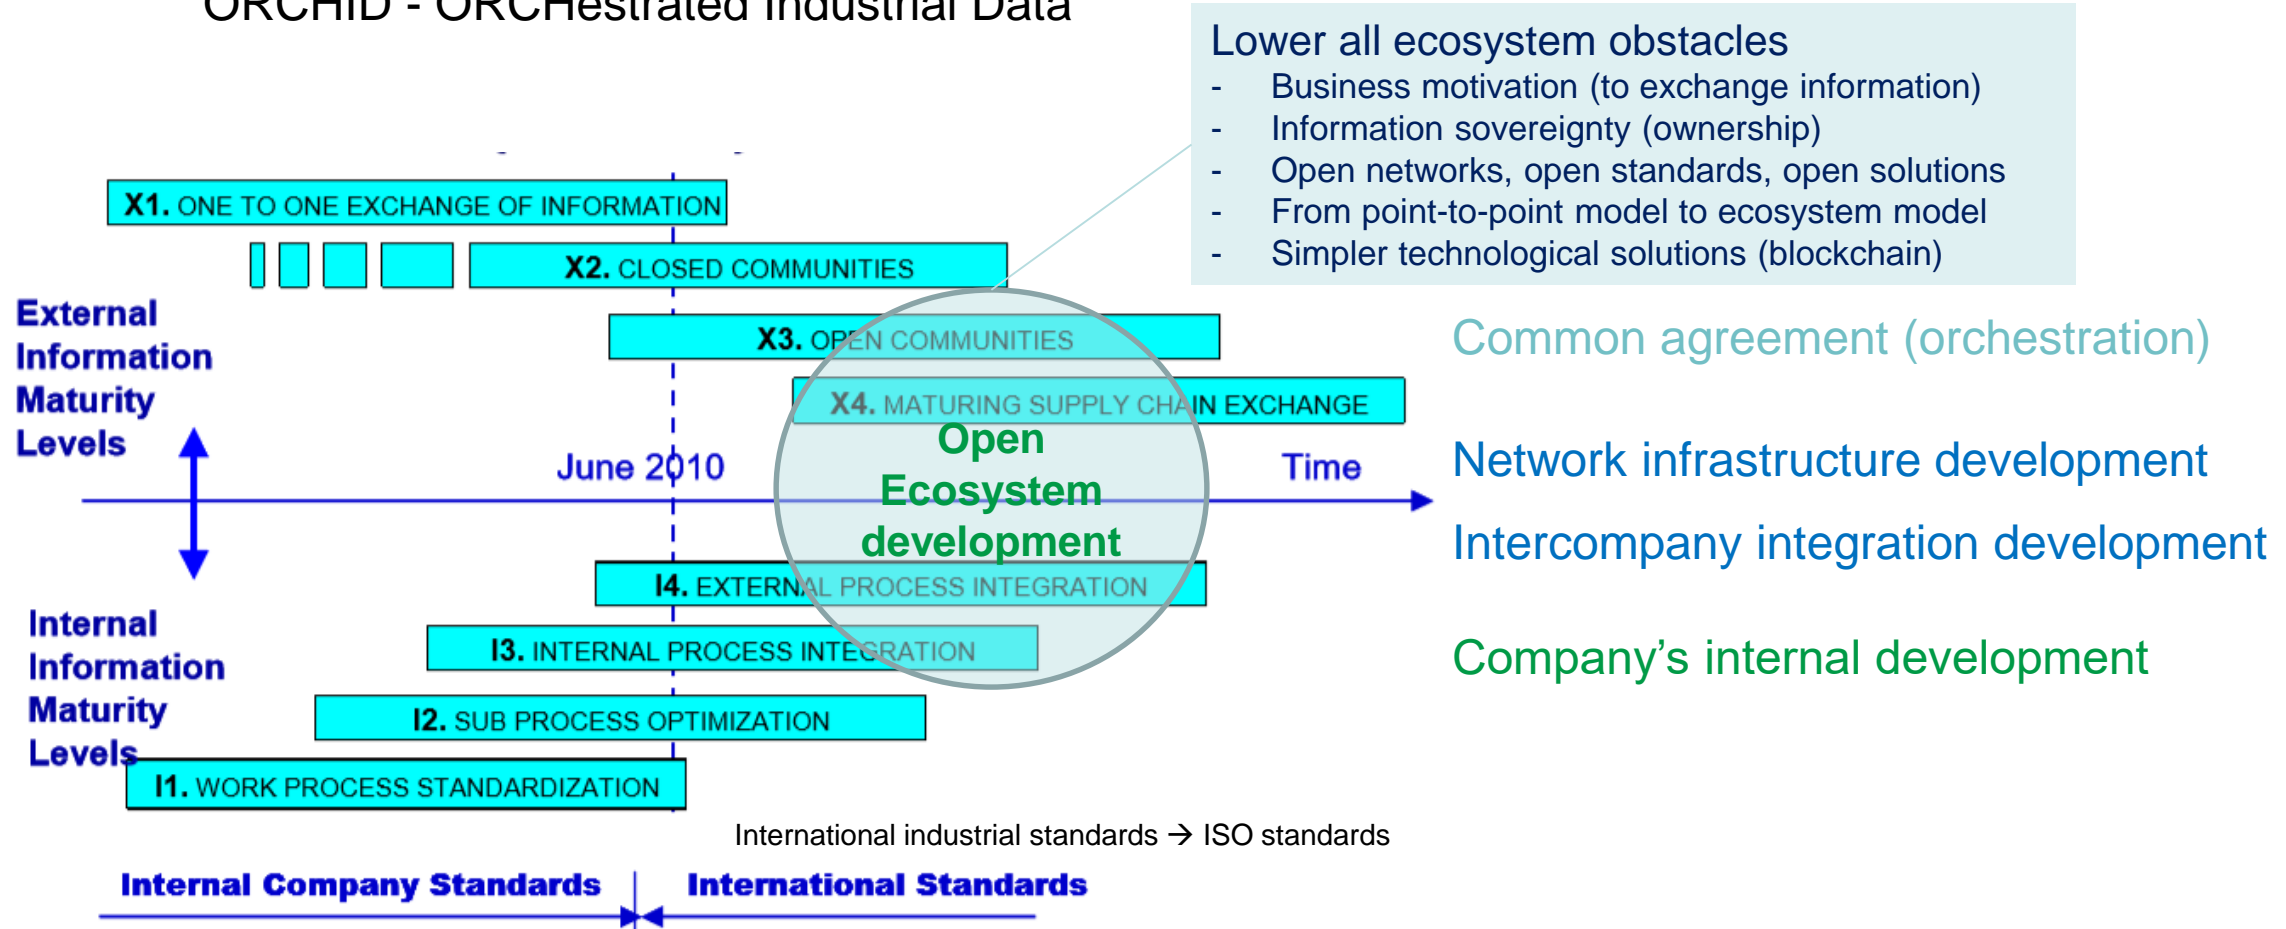 ORCHID - ORCHestrated Industrial Data
Lower all ecosystem obstacles
- Business motivation (to exchange information)
- Information sovereignty (ownership)
- Open networks, open standards, open solutions
- From point-to-point model to ecosystem model
- Simpler technological solutions (blockchain)
X1. ONE TO ONE EXCHANGE OF INFORMATION
X2. CLOSED COMMUNITIES
X3. OPEN COMMUNITIES
X4. MATURING SUPPLY CHAIN EXCHANGE
External
Information
Maturity
Levels
June 2010
Time
Open
Ecosystem
development
I4. EXTERNAL PROCESS INTEGRATION
I3. INTERNAL PROCESS INTEGRATION
I2. SUB PROCESS OPTIMIZATION
I1. WORK PROCESS STANDARDIZATION
Internal
Information
Maturity
Levels
Common agreement (orchestration)
Network infrastructure development
Intercompany integration development
Company’s internal development
International industrial standards → ISO standards
Internal Company Standards
International Standards